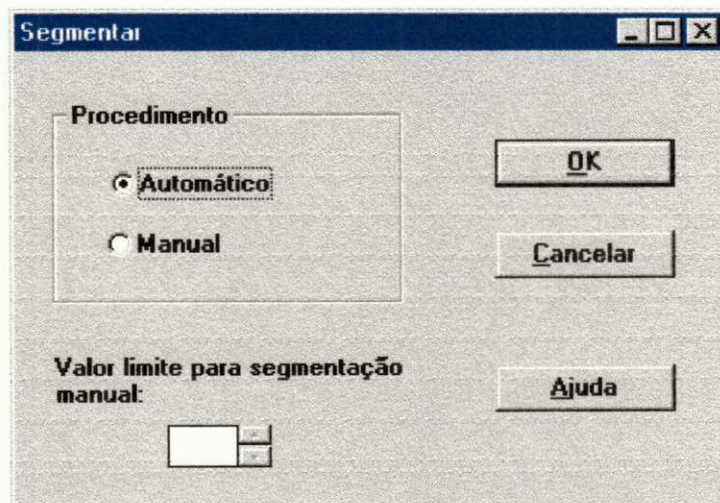 Segmentar
Procedimento
Automático
Manual
OK
Cancelar
Valor limite para segmentação
manual:
Ajuda